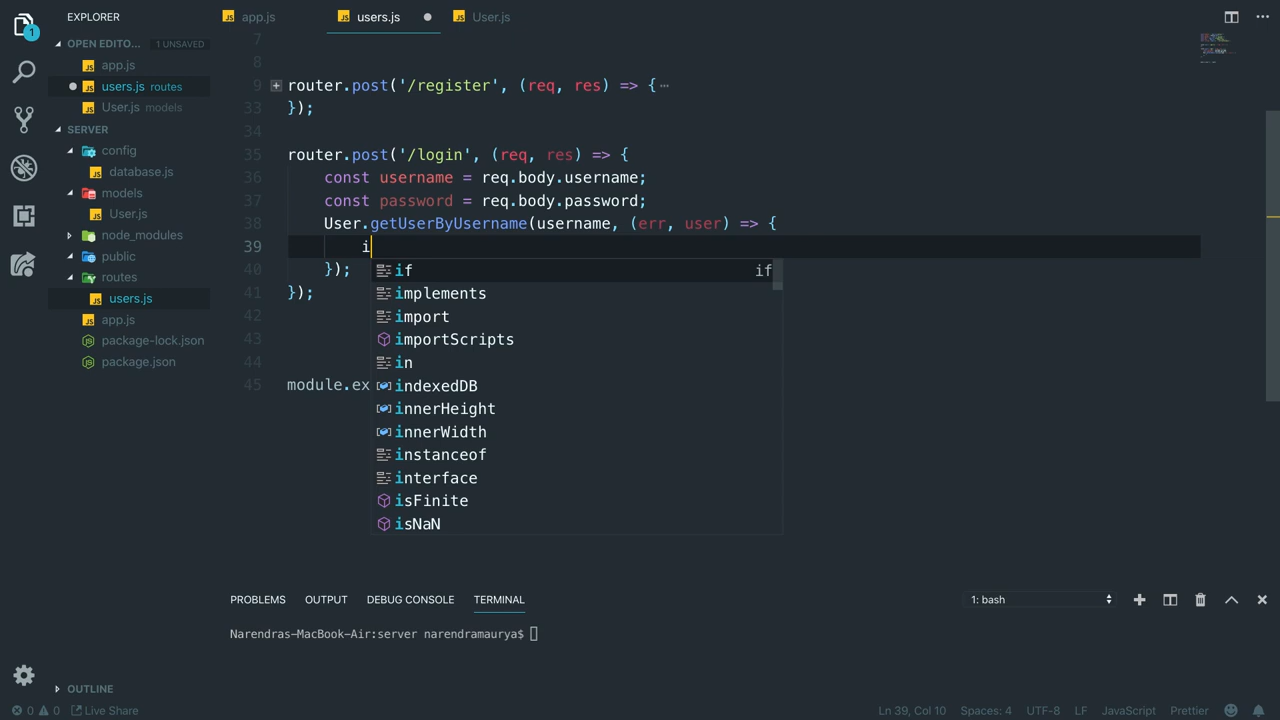 EXPLORER
app.js
users.js
User.js
OPEN EDITO...
1 UNSAVED
app.js
users.js routes
User.js models
SERVER
config
database.js
models
User.js
node_modules
public
routes
users.js
app.js
package-lock.json
package.json
OUTLINE
7
8
9 router.post('/register', (req, res) => {⋯
33 });
34
35 router.post('/login', (req, res) => {
36 const username = req.body.username;
37 const password = req.body.password;
38 User.getUserByUsername(username, (err, user) => {
39 i
40 });
41 });
42
43
44
45 module.ex
if if
implements
import
importScripts
in
indexedDB
innerHeight
innerWidth
instanceof
interface
isFinite
isNaN
PROBLEMS OUTPUT DEBUG CONSOLE TERMINAL
1: bash
Narendras-MacBook-Air:server narendramaurya$
1
0 0 Live Share
Ln 39, Col 10 Spaces: 4 UTF-8 LF JavaScript Prettier